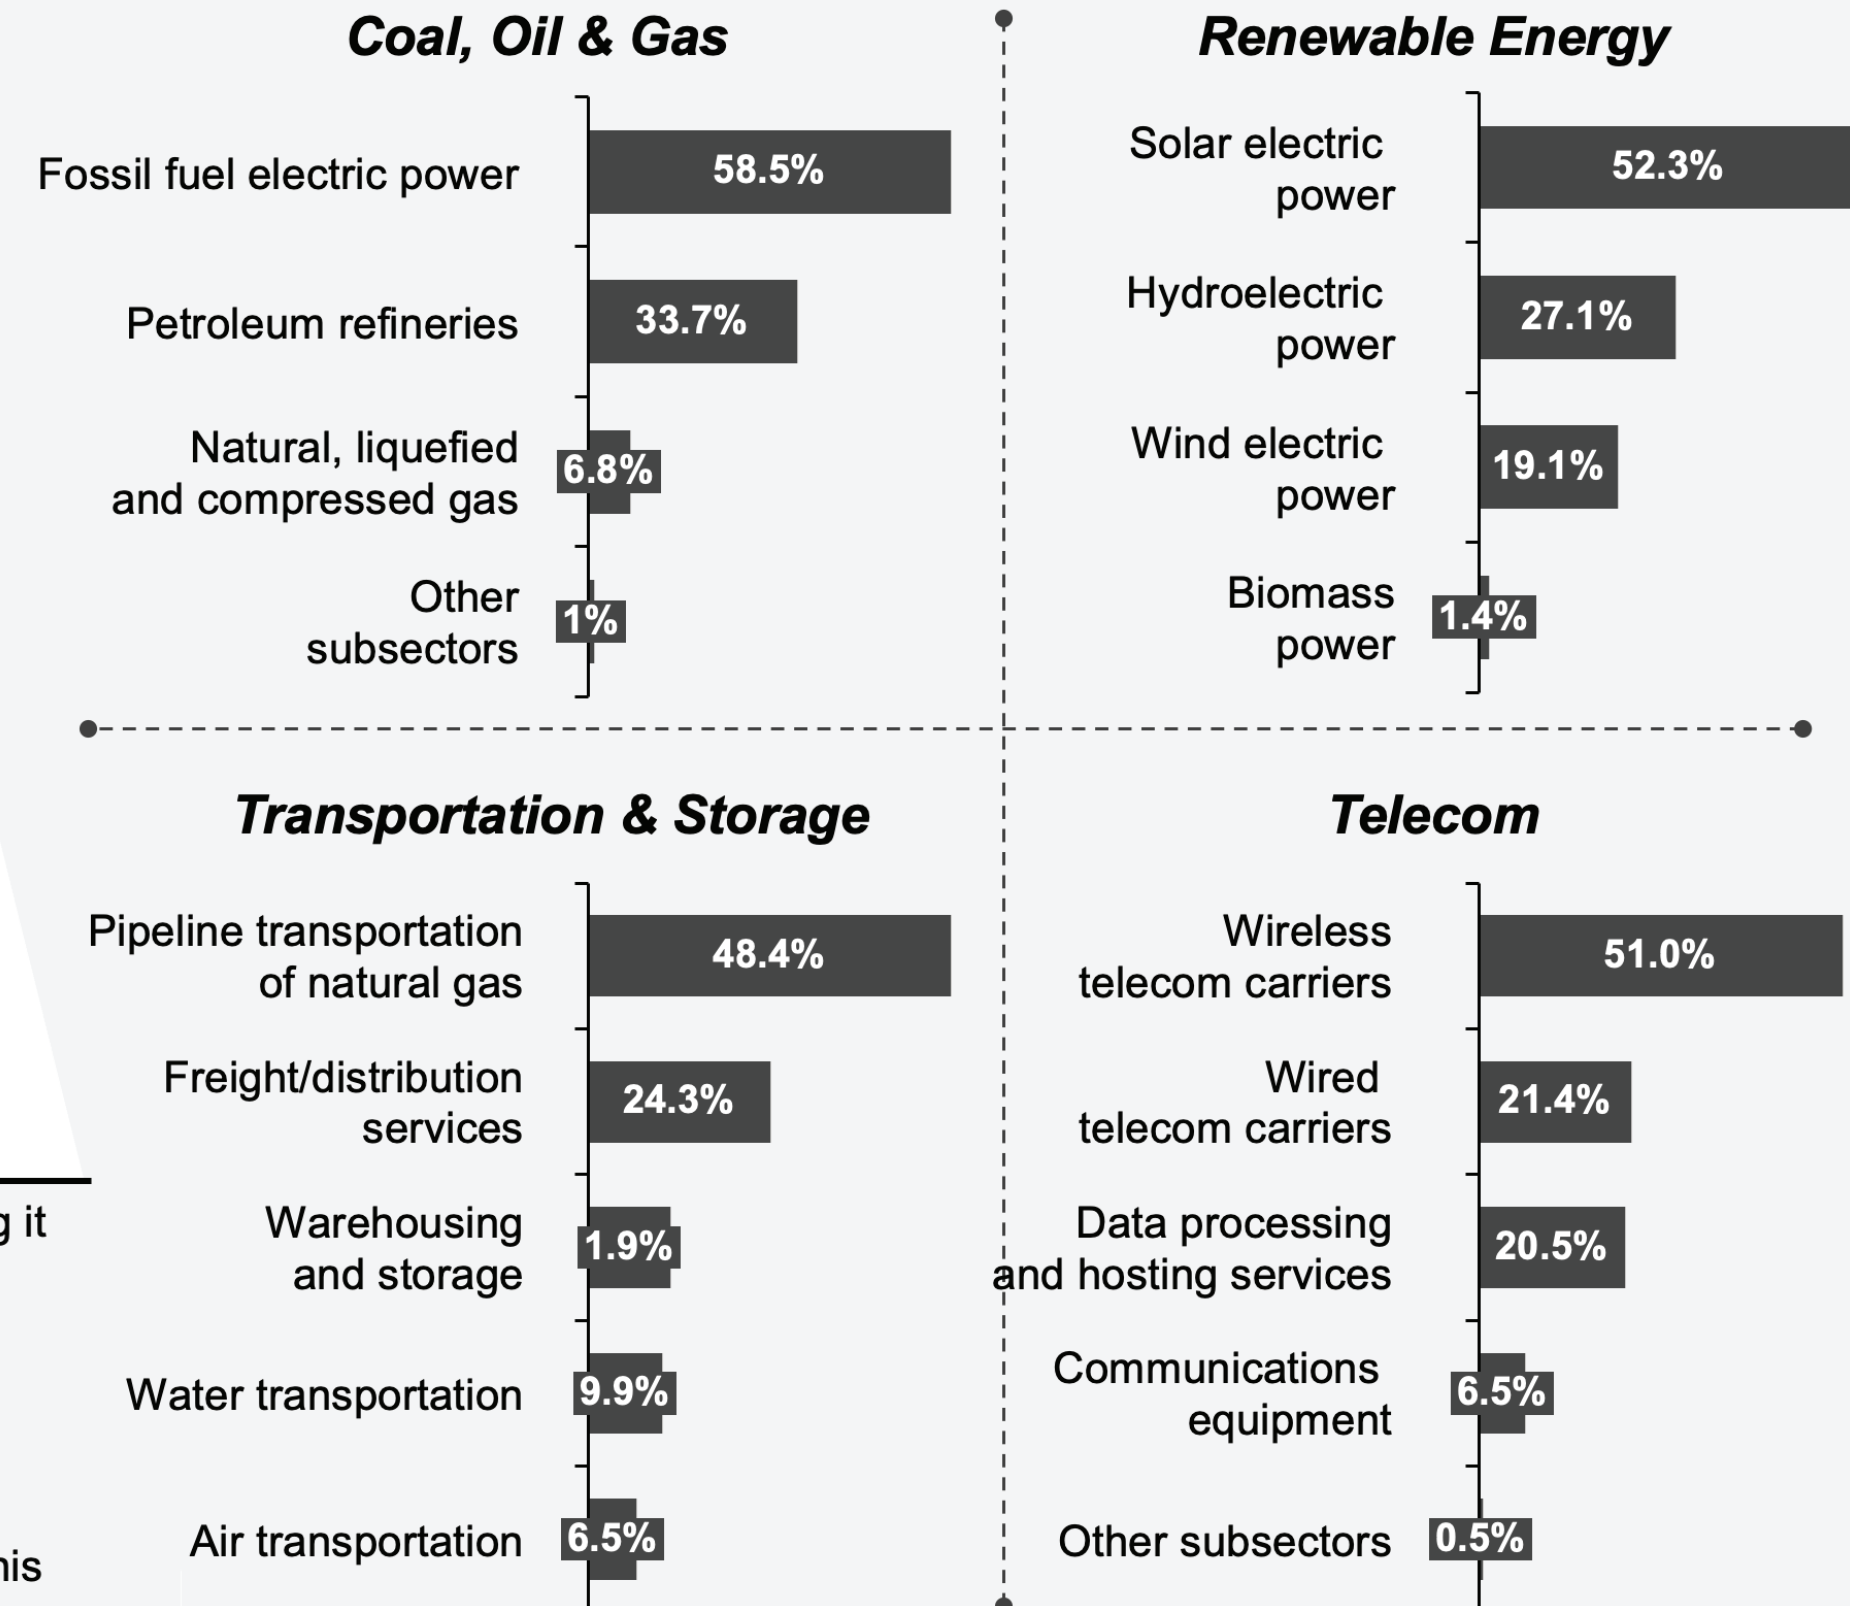 Coal, Oil & Gas
Fossil fuel electric power
58.5%
Petroleum refineries
33.7%
Natural, liquefied
and compressed gas
6.8%
Other
subsectors
1%
Renewable Energy
Solar electric
power
52.3%
Hydroelectric
power
27.1%
Wind electric
power
19.1%
Biomass
power
1.4%
Transportation & Storage
Pipeline transportation
of natural gas
48.4%
Freight/distribution
services
24.3%
Warehousing
and storage
1.9%
Water transportation
9.9%
Air transportation
6.5%
Telecom
Wireless
telecom carriers
51.0%
Wired
telecom carriers
21.4%
Data processing
and hosting services
20.5%
Communications
equipment
6.5%
Other subsectors
0.5%
it